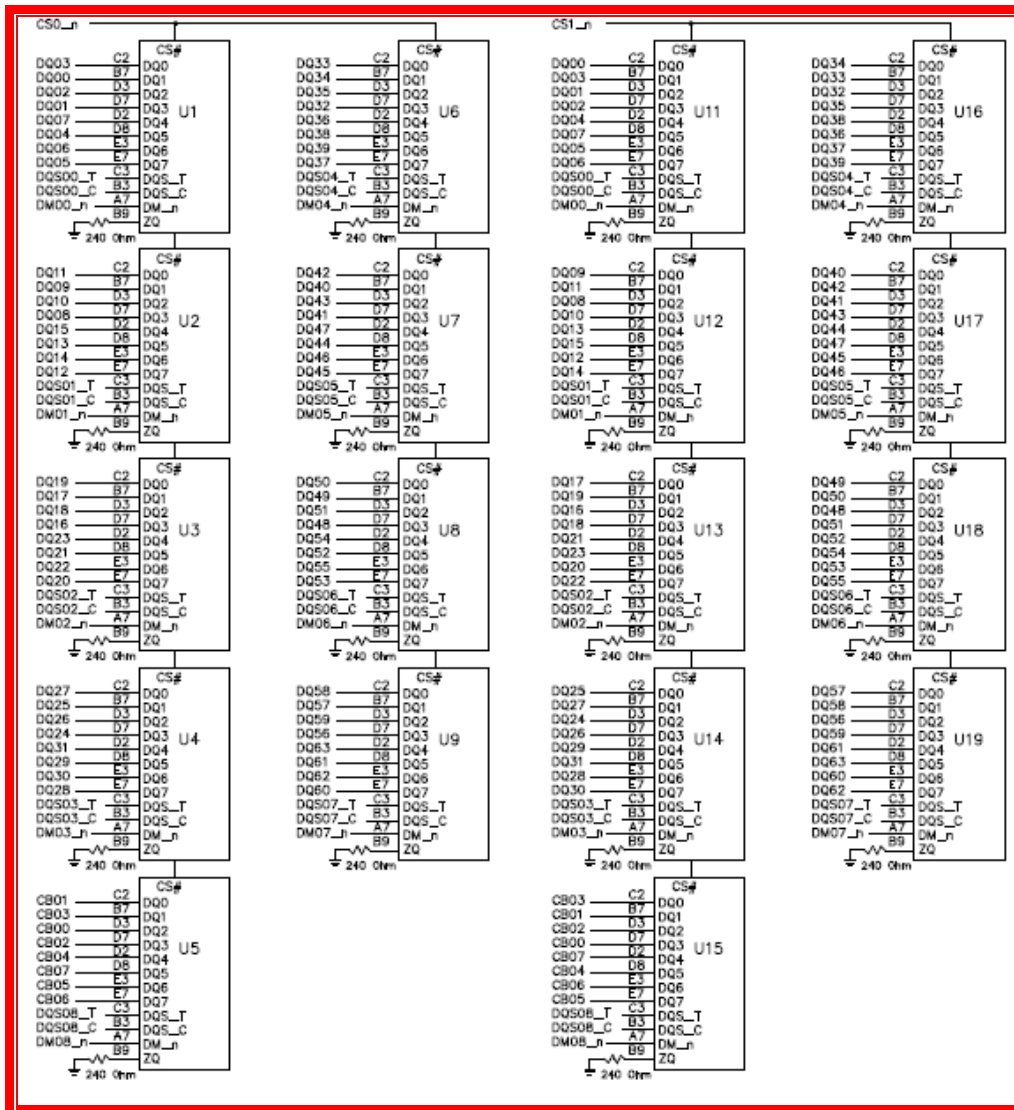 CS0_n
CS#
DQ03 C2 DQ0
DQ00 B7 DQ1
DQ02 D3 DQ2
DQ01 D7 DQ3 U1
DQ07 D2 DQ4
DQ04 D8 DQ5
DQ06 E3 DQ6
DQ05 E7 DQ7
DQS00_T C3 DQS_T
DQS00_C B3 DQS_C
DM00_n A7 DM_n
B9 ZQ
240 Ohm
CS#
DQ11 C2 DQ0
DQ09 B7 DQ1
DQ10 D3 DQ2
DQ08 D7 DQ3 U2
DQ15 D2 DQ4
DQ13 D8 DQ5
DQ14 E3 DQ6
DQ12 E7 DQ7
DQS01_T C3 DQS_T
DQS01_C B3 DQS_C
DM01_n A7 DM_n
B9 ZQ
240 Ohm
CS#
DQ19 C2 DQ0
DQ17 B7 DQ1
DQ18 D3 DQ2
DQ16 D7 DQ3 U3
DQ23 D2 DQ4
DQ21 D8 DQ5
DQ22 E3 DQ6
DQ20 E7 DQ7
DQS02_T C3 DQS_T
DQS02_C B3 DQS_C
DM02_n A7 DM_n
B9 ZQ
240 Ohm
CS#
DQ27 C2 DQ0
DQ25 B7 DQ1
DQ26 D3 DQ2
DQ24 D7 DQ3 U4
DQ31 D2 DQ4
DQ29 D8 DQ5
DQ30 E3 DQ6
DQ28 E7 DQ7
DQS03_T C3 DQS_T
DQS03_C B3 DQS_C
DM03_n A7 DM_n
B9 ZQ
240 Ohm
CS#
CB01 C2 DQ0
CB03 B7 DQ1
CB00 D3 DQ2
CB02 D7 DQ3 U5
CB04 D2 DQ4
CB07 D8 DQ5
CB05 E3 DQ6
CB06 E7 DQ7
DQS08_T C3 DQS_T
DQS08_C B3 DQS_C
DM08_n A7 DM_n
B9 ZQ
240 Ohm
CS#
DQ33 C2 DQ0
DQ34 B7 DQ1
DQ35 D3 DQ2
DQ32 D7 DQ3 U6
DQ36 D2 DQ4
DQ38 D8 DQ5
DQ39 E3 DQ6
DQ37 E7 DQ7
DQS04_T C3 DQS_T
DQS04_C B3 DQS_C
DM04_n A7 DM_n
B9 ZQ
240 Ohm
CS#
DQ42 C2 DQ0
DQ40 B7 DQ1
DQ43 D3 DQ2
DQ41 D7 DQ3 U7
DQ47 D2 DQ4
DQ44 D8 DQ5
DQ46 E3 DQ6
DQ45 E7 DQ7
DQS05_T C3 DQS_T
DQS05_C B3 DQS_C
DM05_n A7 DM_n
B9 ZQ
240 Ohm
CS#
DQ50 C2 DQ0
DQ49 B7 DQ1
DQ51 D3 DQ2
DQ48 D7 DQ3 U8
DQ54 D2 DQ4
DQ52 D8 DQ5
DQ55 E3 DQ6
DQ53 E7 DQ7
DQS06_T C3 DQS_T
DQS06_C B3 DQS_C
DM06_n A7 DM_n
B9 ZQ
240 Ohm
CS#
DQ58 C2 DQ0
DQ57 B7 DQ1
DQ59 D3 DQ2
DQ56 D7 DQ3 U9
DQ63 D2 DQ4
DQ61 D8 DQ5
DQ62 E3 DQ6
DQ60 E7 DQ7
DQS07_T C3 DQS_T
DQS07_C B3 DQS_C
DM07_n A7 DM_n
B9 ZQ
240 Ohm
CS1_n
CS#
DQ00 C2 DQ0
DQ03 B7 DQ1
DQ01 D3 DQ2
DQ02 D7 DQ3 U11
DQ04 D2 DQ4
DQ07 D8 DQ5
DQ05 E3 DQ6
DQ06 E7 DQ7
DQS00_T C3 DQS_T
DQS00_C B3 DQS_C
DM00_n A7 DM_n
B9 ZQ
240 Ohm
CS#
DQ09 C2 DQ0
DQ11 B7 DQ1
DQ08 D3 DQ2
DQ10 D7 DQ3 U12
DQ13 D2 DQ4
DQ15 D8 DQ5
DQ12 E3 DQ6
DQ14 E7 DQ7
DQS01_T C3 DQS_T
DQS01_C B3 DQS_C
DM01_n A7 DM_n
B9 ZQ
240 Ohm
CS#
DQ17 C2 DQ0
DQ19 B7 DQ1
DQ16 D3 DQ2
DQ18 D7 DQ3 U13
DQ21 D2 DQ4
DQ23 D8 DQ5
DQ20 E3 DQ6
DQ22 E7 DQ7
DQS02_T C3 DQS_T
DQS02_C B3 DQS_C
DM02_n A7 DM_n
B9 ZQ
240 Ohm
CS#
DQ25 C2 DQ0
DQ27 B7 DQ1
DQ24 D3 DQ2
DQ26 D7 DQ3 U14
DQ29 D2 DQ4
DQ31 D8 DQ5
DQ28 E3 DQ6
DQ30 E7 DQ7
DQS03_T C3 DQS_T
DQS03_C B3 DQS_C
DM03_n A7 DM_n
B9 ZQ
240 Ohm
CS#
CB03 C2 DQ0
CB01 B7 DQ1
CB02 D3 DQ2
CB00 D7 DQ3 U15
CB07 D2 DQ4
CB04 D8 DQ5
CB06 E3 DQ6
CB05 E7 DQ7
DQS08_T C3 DQS_T
DQS08_C B3 DQS_C
DM08_n A7 DM_n
B9 ZQ
240 Ohm
CS#
DQ34 C2 DQ0
DQ33 B7 DQ1
DQ32 D3 DQ2
DQ35 D7 DQ3 U16
DQ38 D2 DQ4
DQ36 D8 DQ5
DQ37 E3 DQ6
DQ39 E7 DQ7
DQS04_T C3 DQS_T
DQS04_C B3 DQS_C
DM04_n A7 DM_n
B9 ZQ
240 Ohm
CS#
DQ40 C2 DQ0
DQ42 B7 DQ1
DQ41 D3 DQ2
DQ43 D7 DQ3 U17
DQ44 D2 DQ4
DQ47 D8 DQ5
DQ45 E3 DQ6
DQ46 E7 DQ7
DQS05_T C3 DQS_T
DQS05_C B3 DQS_C
DM05_n A7 DM_n
B9 ZQ
240 Ohm
CS#
DQ49 C2 DQ0
DQ50 B7 DQ1
DQ48 D3 DQ2
DQ51 D7 DQ3 U18
DQ52 D2 DQ4
DQ54 D8 DQ5
DQ53 E3 DQ6
DQ55 E7 DQ7
DQS06_T C3 DQS_T
DQS06_C B3 DQS_C
DM06_n A7 DM_n
B9 ZQ
240 Ohm
CS#
DQ57 C2 DQ0
DQ58 B7 DQ1
DQ56 D3 DQ2
DQ59 D7 DQ3 U19
DQ61 D2 DQ4
DQ63 D8 DQ5
DQ60 E3 DQ6
DQ62 E7 DQ7
DQS07_T C3 DQS_T
DQS07_C B3 DQS_C
DM07_n A7 DM_n
B9 ZQ
240 Ohm